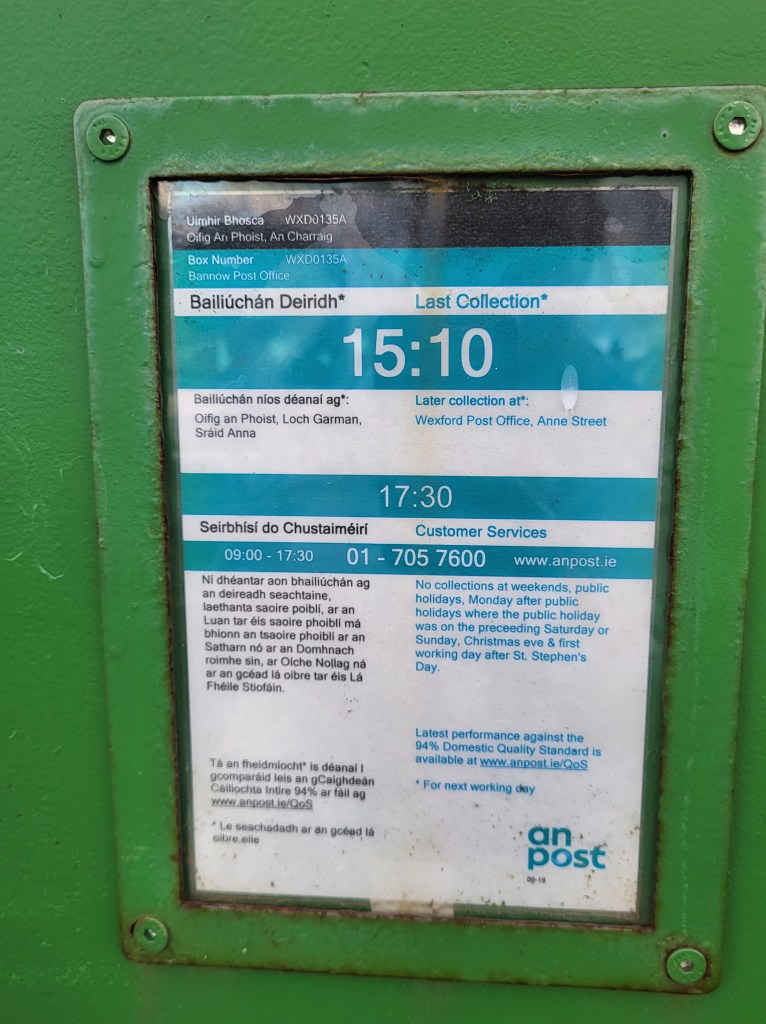 Uimhir Bhosca WXD0135A
Oifig An Phoist, An Charraig
Box Number WXD0135A
Bannow Post Office
Bailiúchán Deiridh* Last Collection*
15:10
Bailiúchán níos déanaí ag*:
Oifig an Phoist, Loch Garman,
Sráid Anna
Later collection at*:
Wexford Post Office, Anne Street
17:30
Seirbhísí do Chustaiméirí Customer Services
09:00 - 17:30 01 - 705 7600 www.anpost.ie
Ní dhéantar aon bhailiúchán ag
an deireadh seachtaine,
laethanta saoire poiblí, ar an
Luan tar éis saoire phoiblí má
bhíonn an tsaoire phoiblí ar an
Satharn nó ar an Domhnach
roimhe sin, ar Oíche Nollag ná
ar an gcéad lá oibre tar éis Lá
Fhéile Stiofáin.
No collections at weekends, public
holidays, Monday after public
holidays where the public holiday
was on the preceeding Saturday or
Sunday, Christmas eve & first
working day after St. Stephen's
Day.
Tá an fheidmíocht* is déanaí I
gcomparáid leis an gCaighdeán
Cáilíochta Intíre 94% ar fáil ag
www.anpost.ie/QoS
* Le seachadadh ar an gcéad lá
oibre eile
Latest performance against the
94% Domestic Quality Standard is
available at www.anpost.ie/QoS
* For next working day
an
post
09-19